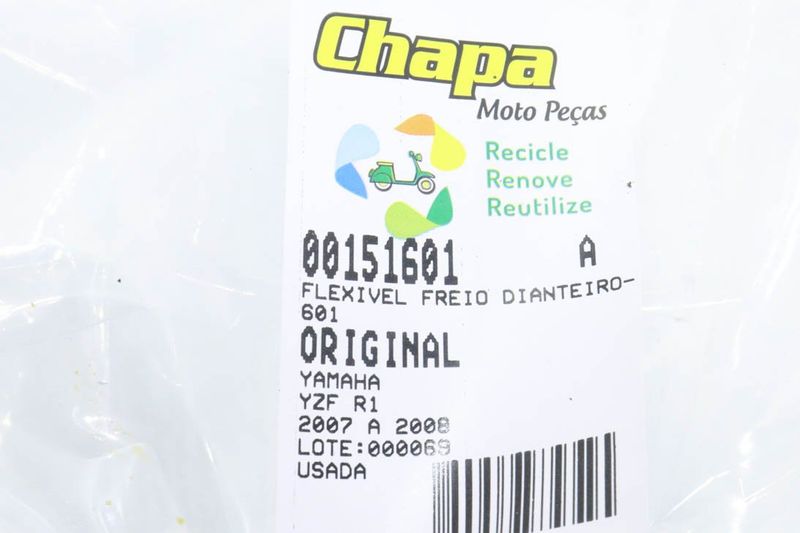 Chapa
Moto Peças
Recicle
Renove
Reutilize
00151601 A
FLEXIVEL FREIO DIANTEIRO-
601
ORIGINAL
YAMAHA
YZF R1
2007 A 2008
LOTE:000069
USADA